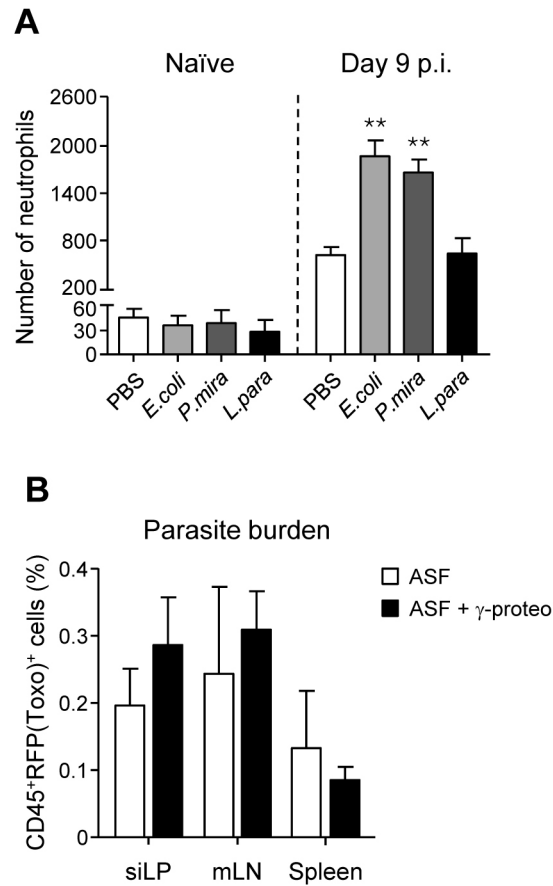 A
Naïve
Day 9 p.i.
Number of neutrophils
2600
2000
1400
800
200
60
30
0
** **
PBS E.coli P.mira L.para PBS E.coli P.mira L.para
B
Parasite burden
CD45⁺RFP(Toxo)⁺ cells (%)
0.4
0.3
0.2
0.1
0
ASF
ASF + γ-proteo
siLP mLN Spleen